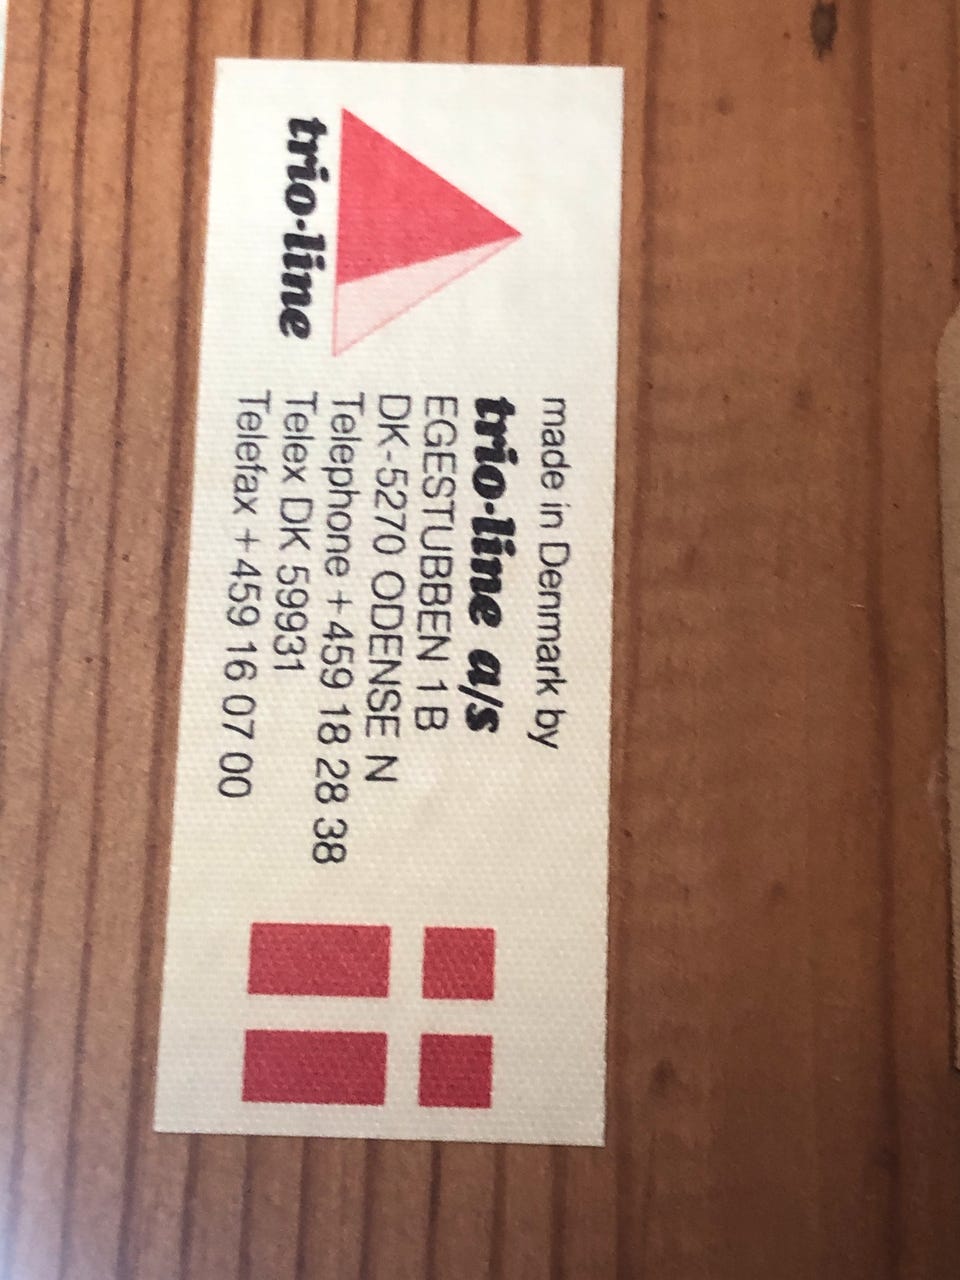 trio-line
made in Denmark by
trio-line a/s
EGESTUBBEN 1B
DK-5270 ODENSE N
Telephone +459 18 28 38
Telex DK 59931
Telefax +459 16 07 00